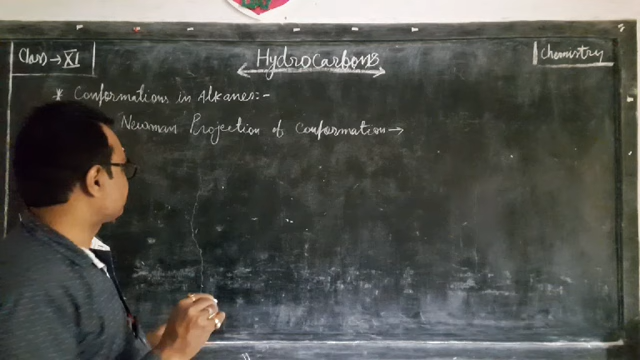 Class → XI
Hydrocarbons
Chemistry
* Conformations in Alkanes:-
Newman Projection of Conformation →